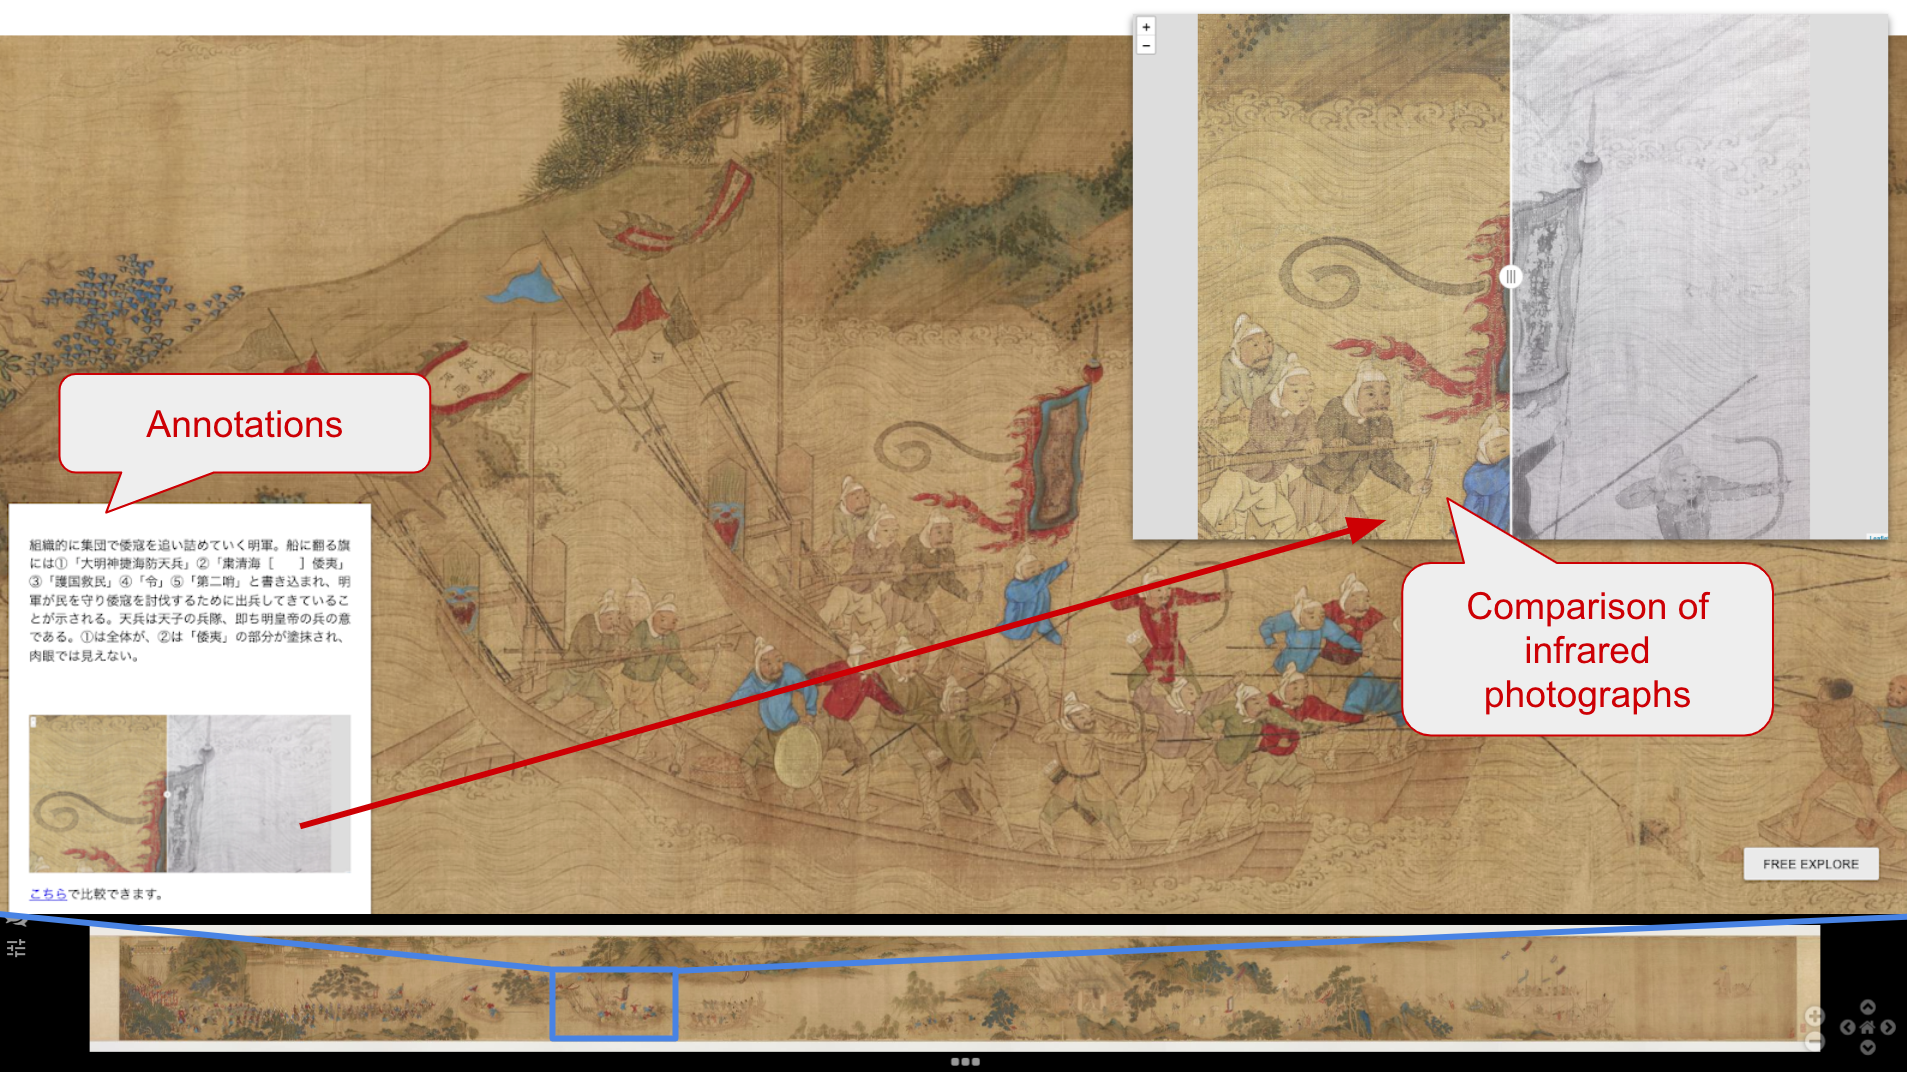 +
−
Annotations
組織的に集団で倭寇を追い詰めていく明軍。船に翻る旗
には①「大明神捷海防天兵」②「粛清海［　　］倭夷」
③「護国救民」④「令」⑤「第二哨」と書き込まれ、明
軍が民を守り倭寇を討伐するために出兵してきているこ
とが示される。天兵は天子の兵隊、即ち明皇帝の兵の意
である。①は全体が、②は「倭夷」の部分が塗抹され、
肉眼では見えない。
こちらで比較できます。
Comparison of
infrared
photographs
FREE EXPLORE